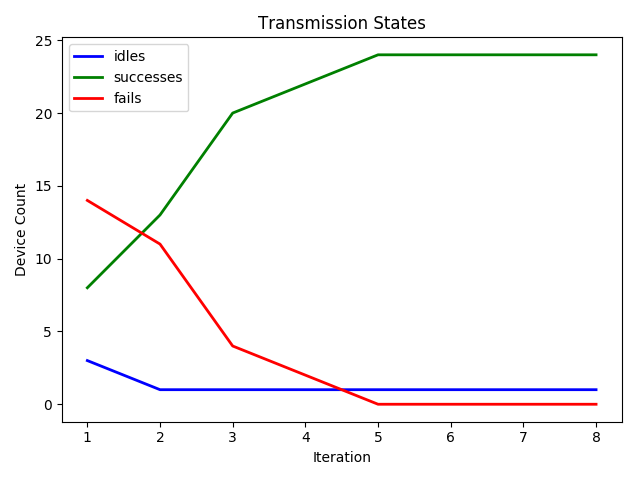 Transmission States
idles
successes
fails
Device Count
25
20
15
10
5
0
1 2 3 4 5 6 7 8
Iteration